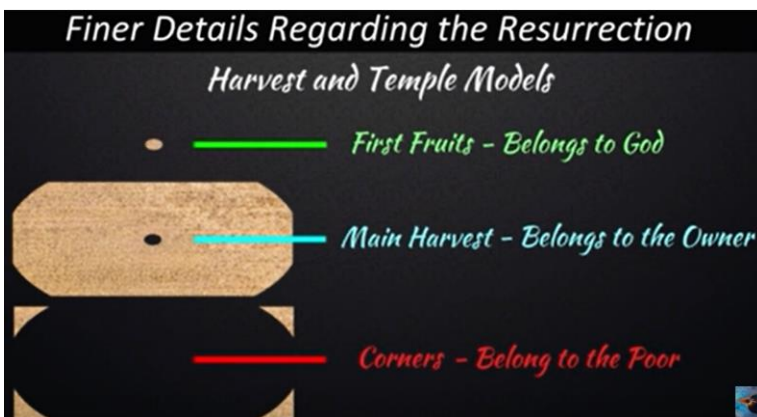 Finer Details Regarding the Resurrection
Harvest and Temple Models
First Fruits - Belongs to God
Main Harvest - Belongs to the Owner
Corners - Belong to the Poor